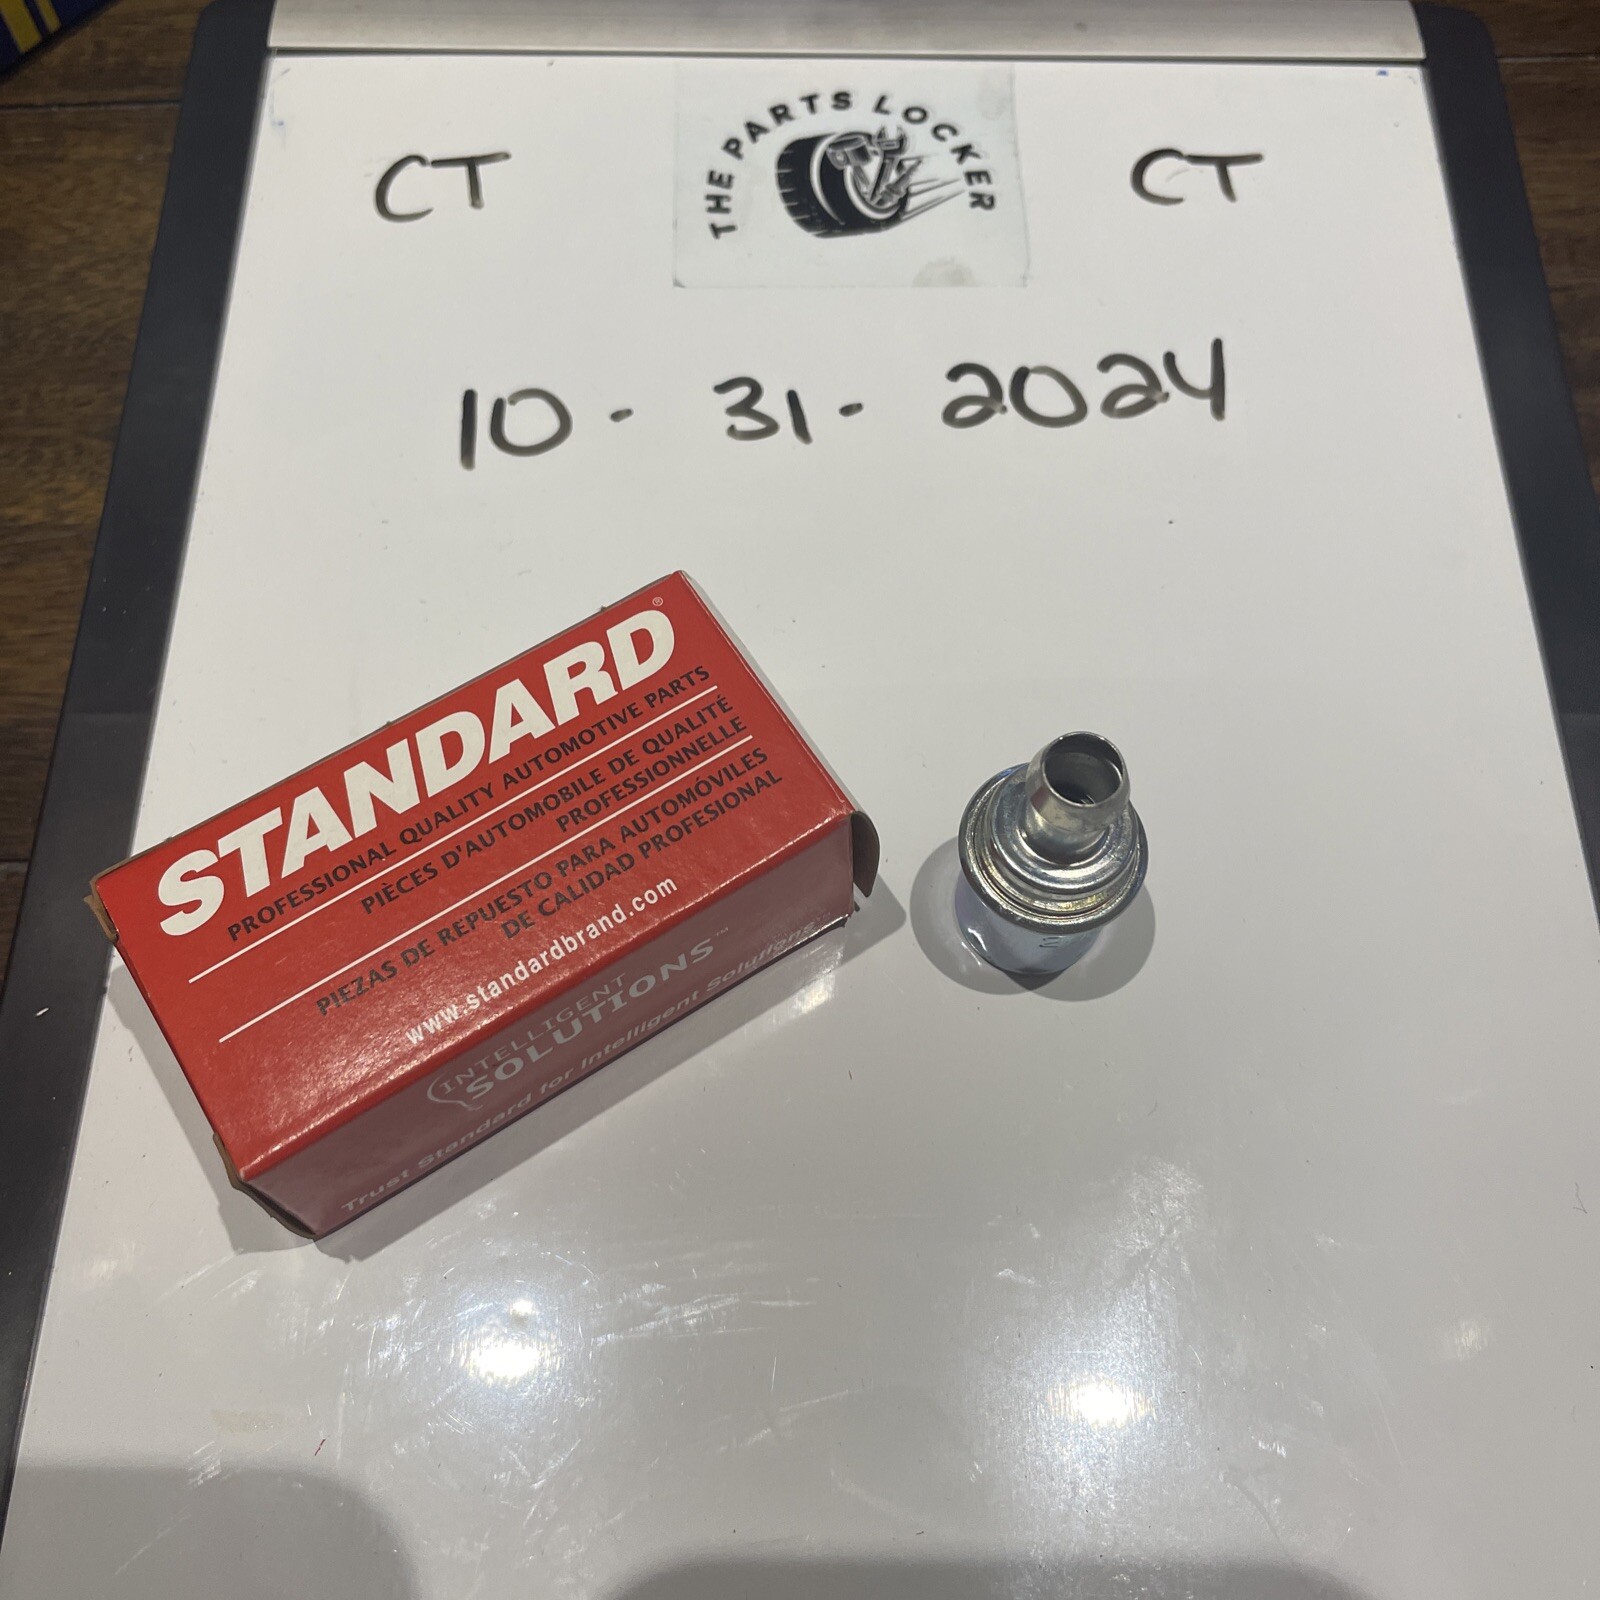 CT
THE PARTS LOCKER
CT
10 - 31 - 2024
STANDARD®
PROFESSIONAL QUALITY AUTOMOTIVE PARTS
PIÈCES D'AUTOMOBILE DE QUALITÉ
PROFESSIONNELLE
PIEZAS DE REPUESTO PARA AUTOMÓVILES
DE CALIDAD PROFESIONAL
www.standardbrand.com
INTELLIGENT
SOLUTIONS™
Trust Standard for Intelligent Solutions